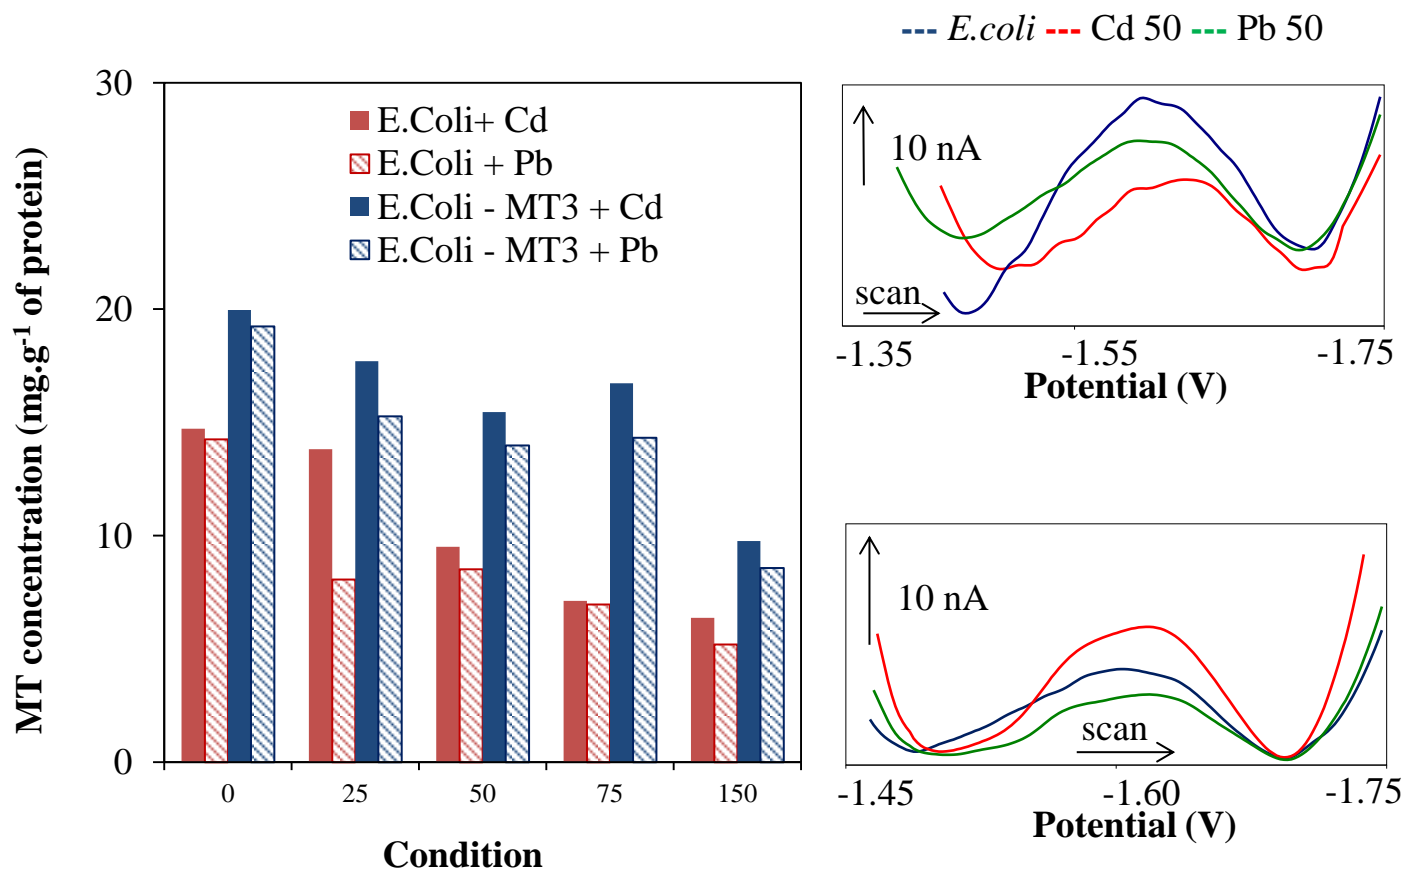 MT concentration (mg.g-1 of protein)
30
20
10
0
E.Coli+ Cd
E.Coli + Pb
E.Coli - MT3 + Cd
E.Coli - MT3 + Pb
0 25 50 75 150
Condition
E.coli Cd 50 Pb 50
10 nA
scan
-1.35 -1.55 -1.75
Potential (V)
10 nA
scan
-1.45 -1.60 -1.75
Potential (V)